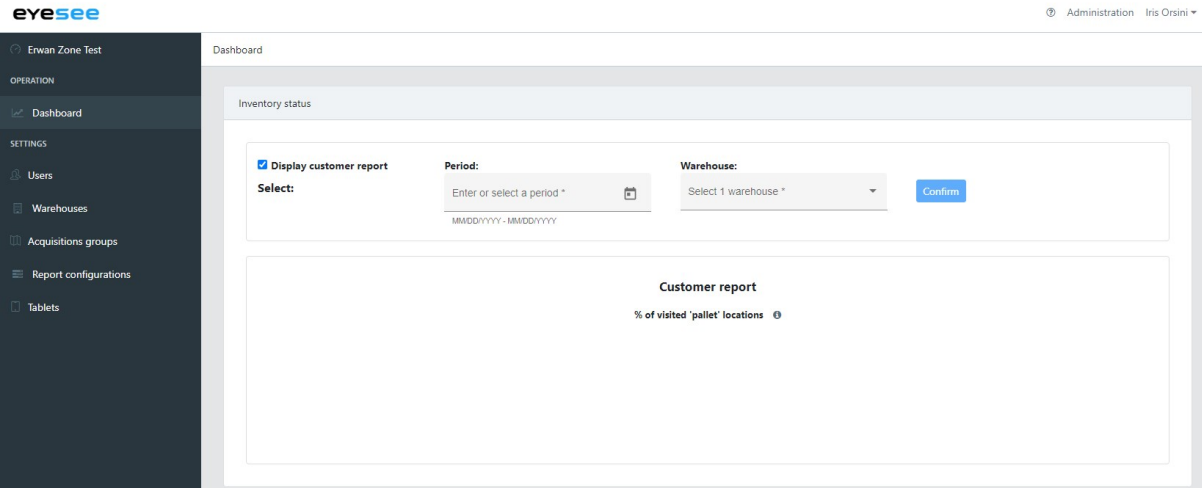 eyesee
Administration Iris Orsini
Erwan Zone Test
Dashboard
OPERATION
Dashboard
Inventory status
SETTINGS
Display customer report
Period:
Warehouse:
Users
Select:
Enter or select a period *
Select 1 warehouse *
Confirm
Warehouses
MM/DD/YYYY - MM/DD/YYYY
Acquisitions groups
Report configurations
Customer report
Tablets
% of visited 'pallet' locations